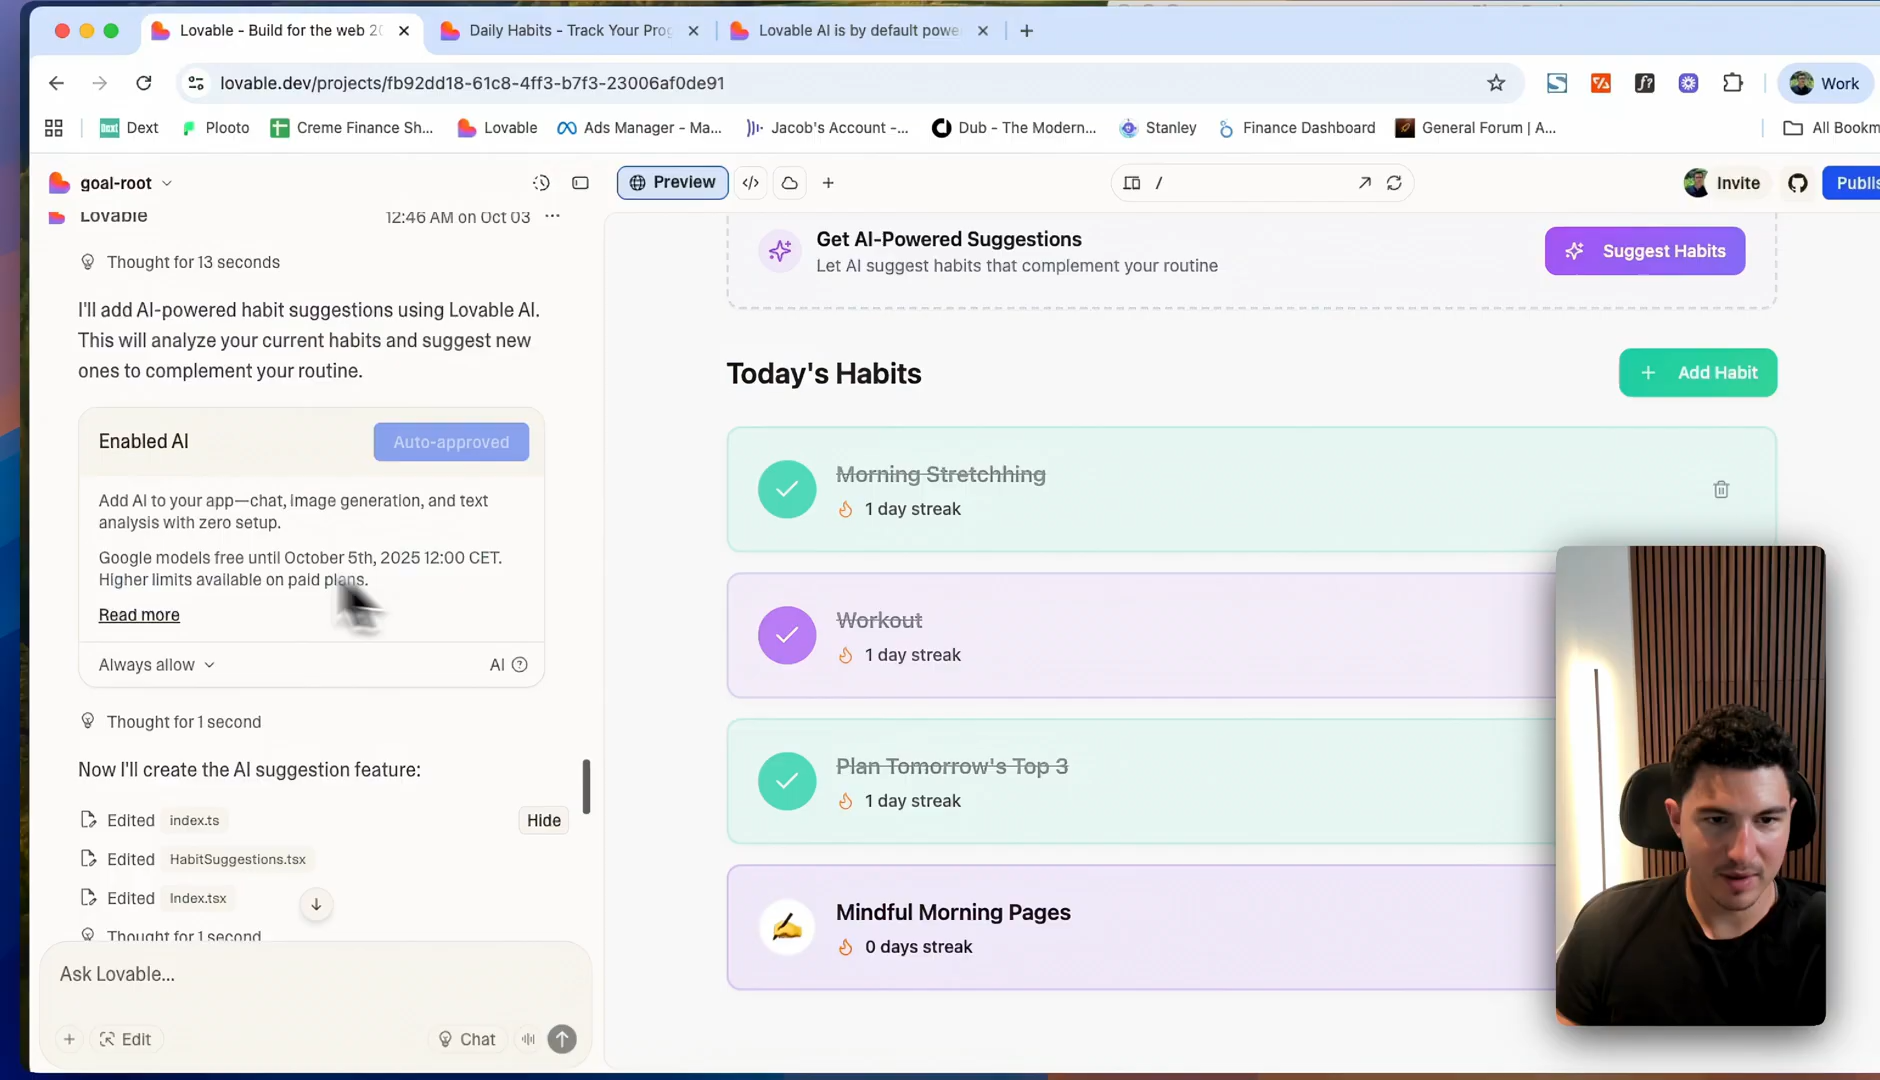 Lovable - Build for the web 20
Daily Habits - Track Your Prog
Lovable AI is by default powe
lovable.dev/projects/fb92dd18-61c8-4ff3-b7f3-23006af0de91
Work
Dext
Plooto
Creme Finance Sh...
Lovable
Ads Manager - Ma...
Jacob's Account -...
Dub - The Modern...
Stanley
Finance Dashboard
General Forum | A...
All Bookm
goal-root
Preview
/
Invite
Publis
Lovable
12:46 AM on Oct 03
Thought for 13 seconds
I'll add AI-powered habit suggestions using Lovable AI.
This will analyze your current habits and suggest new
ones to complement your routine.
Enabled AI
Auto-approved
Add AI to your app—chat, image generation, and text
analysis with zero setup.
Google models free until October 5th, 2025 12:00 CET.
Higher limits available on paid plans.
Read more
Always allow
AI
Thought for 1 second
Now I'll create the AI suggestion feature:
Edited index.ts
Hide
Edited HabitSuggestions.tsx
Edited Index.tsx
Thought for 1 second
Ask Lovable...
Edit
Chat
Get AI-Powered Suggestions
Let AI suggest habits that complement your routine
Suggest Habits
Today's Habits
Add Habit
Morning Stretchhing
1 day streak
Workout
1 day streak
Plan Tomorrow's Top 3
1 day streak
Mindful Morning Pages
0 days streak